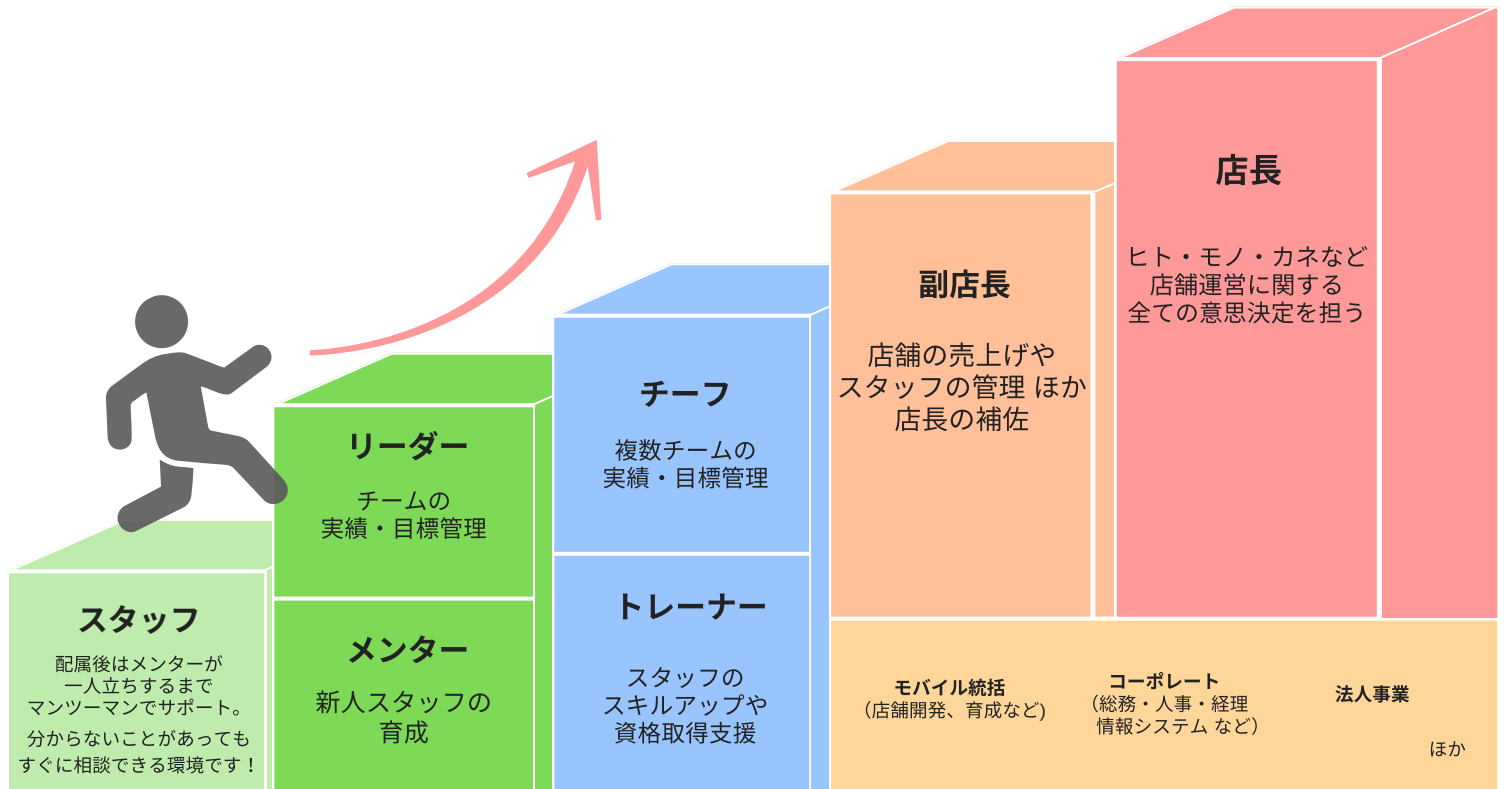 スタッフ
配属後はメンターが
一人立ちするまで
マンツーマンでサポート。
分からないことがあっても
すぐに相談できる環境です！
リーダー
チームの
実績・目標管理
メンター
新人スタッフの
育成
チーフ
複数チームの
実績・目標管理
トレーナー
スタッフの
スキルアップや
資格取得支援
副店長
店舗の売上げや
スタッフの管理 ほか
店長の補佐
店長
ヒト・モノ・カネなど
店舗運営に関する
全ての意思決定を担う
モバイル統括
（店舗開発、育成など)
コーポレート
（総務・人事・経理
情報システム など）
法人事業
ほか